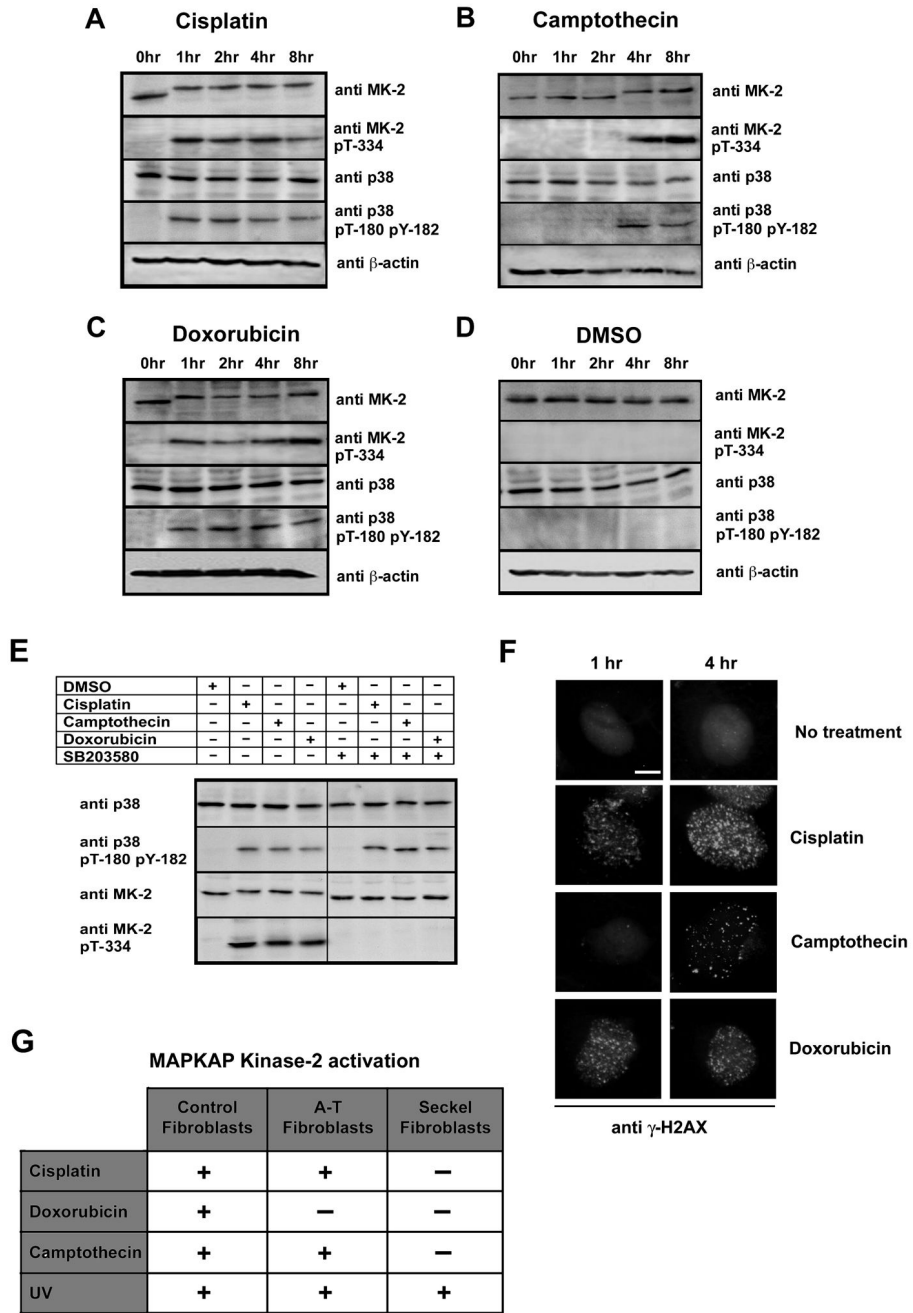 A
Cisplatin
0hr 1hr 2hr 4hr 8hr
anti MK-2
anti MK-2
pT-334
anti p38
anti p38
pT-180 pY-182
anti β-actin
B
Camptothecin
0hr 1hr 2hr 4hr 8hr
anti MK-2
anti MK-2
pT-334
anti p38
anti p38
pT-180 pY-182
anti β-actin
C
Doxorubicin
0hr 1hr 2hr 4hr 8hr
anti MK-2
anti MK-2
pT-334
anti p38
anti p38
pT-180 pY-182
anti β-actin
D
DMSO
0hr 1hr 2hr 4hr 8hr
anti MK-2
anti MK-2
pT-334
anti p38
anti p38
pT-180 pY-182
anti β-actin
E
DMSO + – – – + – –
Cisplatin – + – – – + –
Camptothecin – – + – – – +
Doxorubicin – – – + – – – +
SB203580 – – – – + + + +
anti p38
anti p38
pT-180 pY-182
anti MK-2
anti MK-2
pT-334
F
1 hr 4 hr
No treatment
Cisplatin
Camptothecin
Doxorubicin
anti γ-H2AX
G
MAPKAP Kinase-2 activation
Control A-T Seckel
Fibroblasts Fibroblasts Fibroblasts
Cisplatin + + –
Doxorubicin + – –
Camptothecin + + –
UV + + +